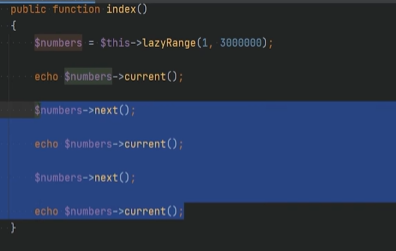 public function index()
{
$numbers = $this->lazyRange(1, 3000000);
echo $numbers->current();
$numbers->next();
echo $numbers->current();
$numbers->next();
echo $numbers->current();
}